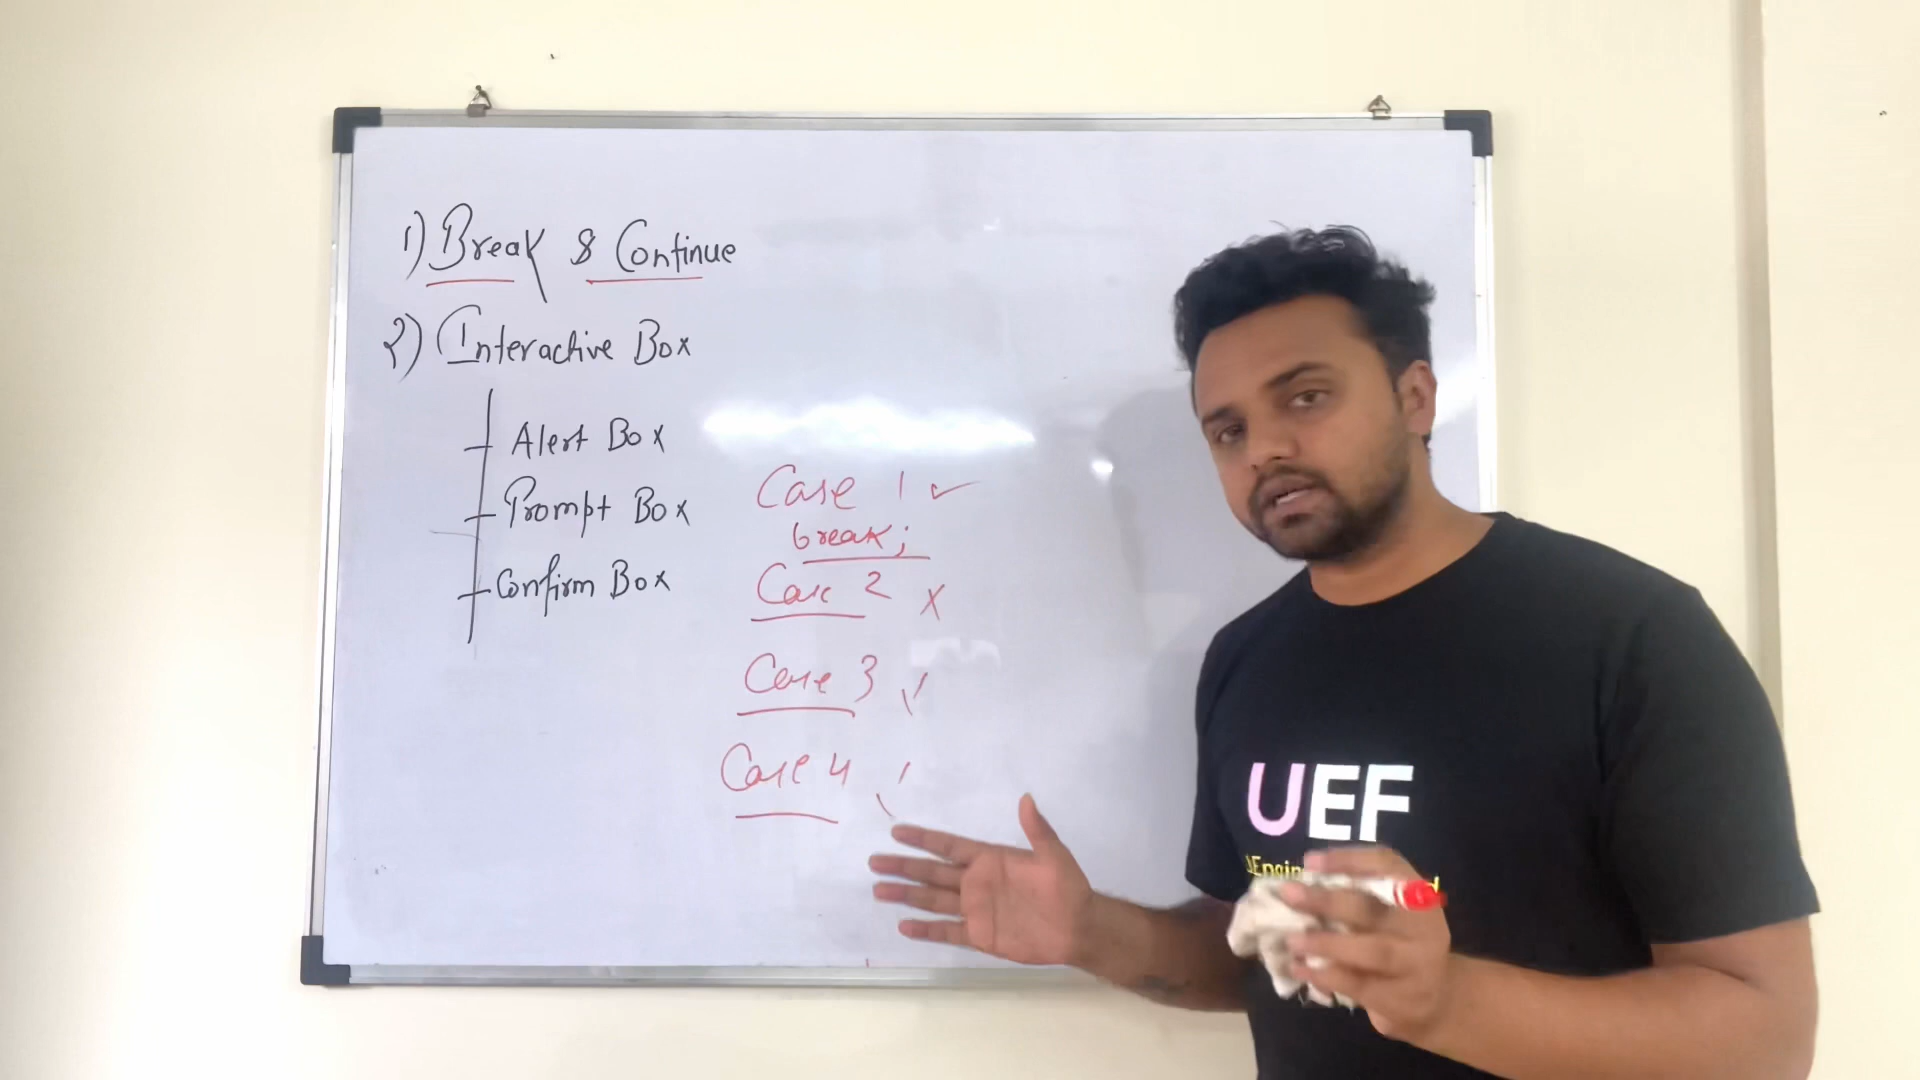 1) Break & Continue
2) Interactive Box
Alert Box
Prompt Box
Confirm Box
Case 1 ✓
break;
Case 2 X
Case 3
Case 4
UEF